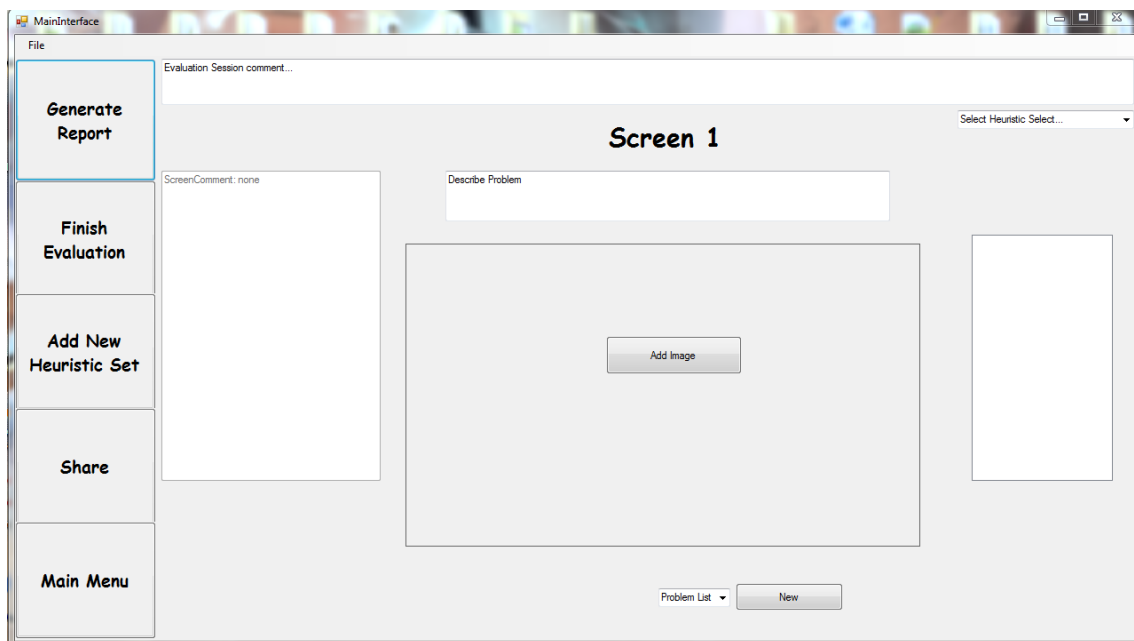 MainInterface
File
Generate
Report
Finish
Evaluation
Add New
Heuristic Set
Share
Main Menu
Evaluation Session comment...
Select Heuristic Select...
Screen 1
ScreenComment: none
Describe Problem
Add Image
Problem List
New